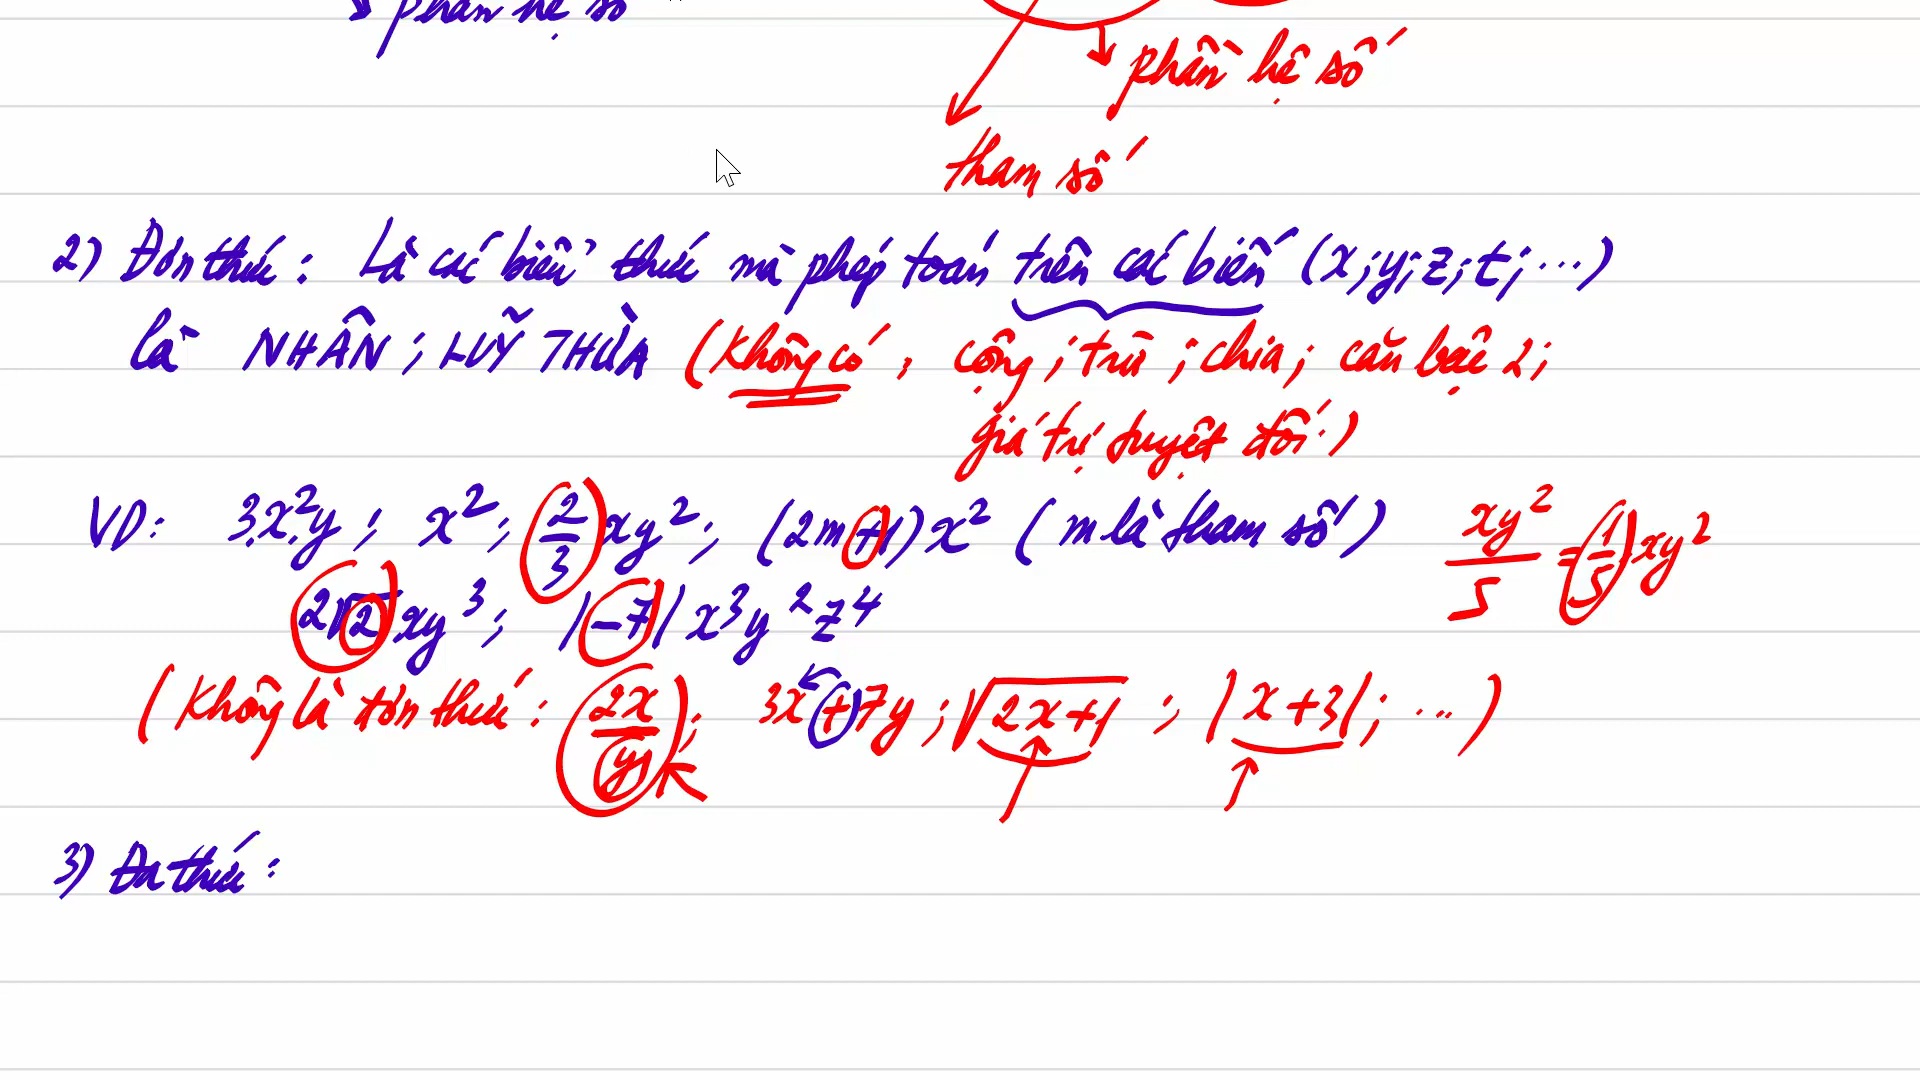 phần hệ số
phần hệ số
tham số
2) Đơn thức: Là các biểu thức mà phép toán trên các biến (x;y;z;t;...)
là NHÂN; LUỸ THỪA (Không có: cộng; trừ; chia; căn bậc 2;
giá trị tuyệt đối)
VD: 3x²y; x²; 2/3 xy²; (2m+1)x² (m là tham số) xy²/5 = 1/5 xy²
2√2 xy³; |-7| x³y²z⁴
(Không là đơn thức: 2x/y; 3x+7y; √(2x+1); |x+3|; ...)
3) Đa thức: